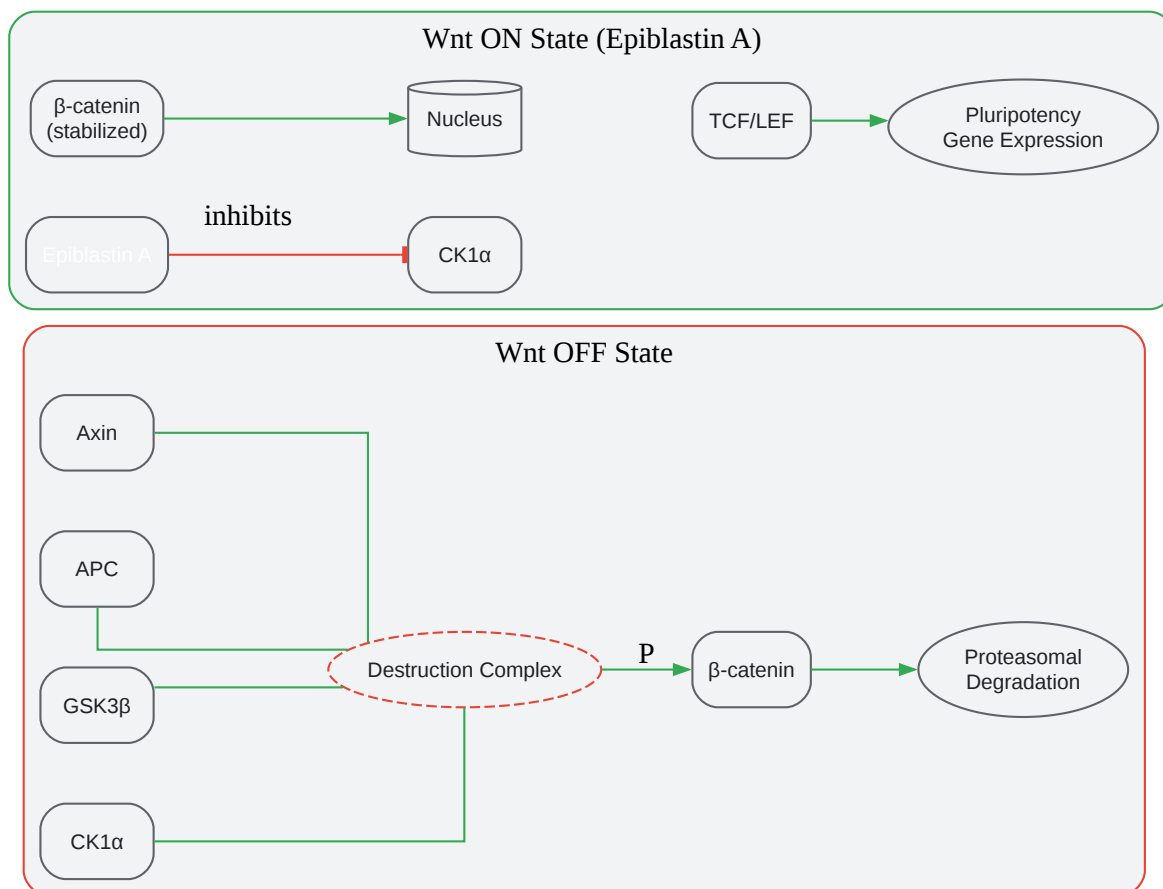 Wnt ON State (Epiblastin A)
β-catenin
(stabilized)
Nucleus
TCF/LEF
Pluripotency
Gene Expression
inhibits
Epiblastin A
CK1α
Wnt OFF State
Axin
APC
GSK3β
CK1α
Destruction Complex
P
β-catenin
Proteasomal
Degradation